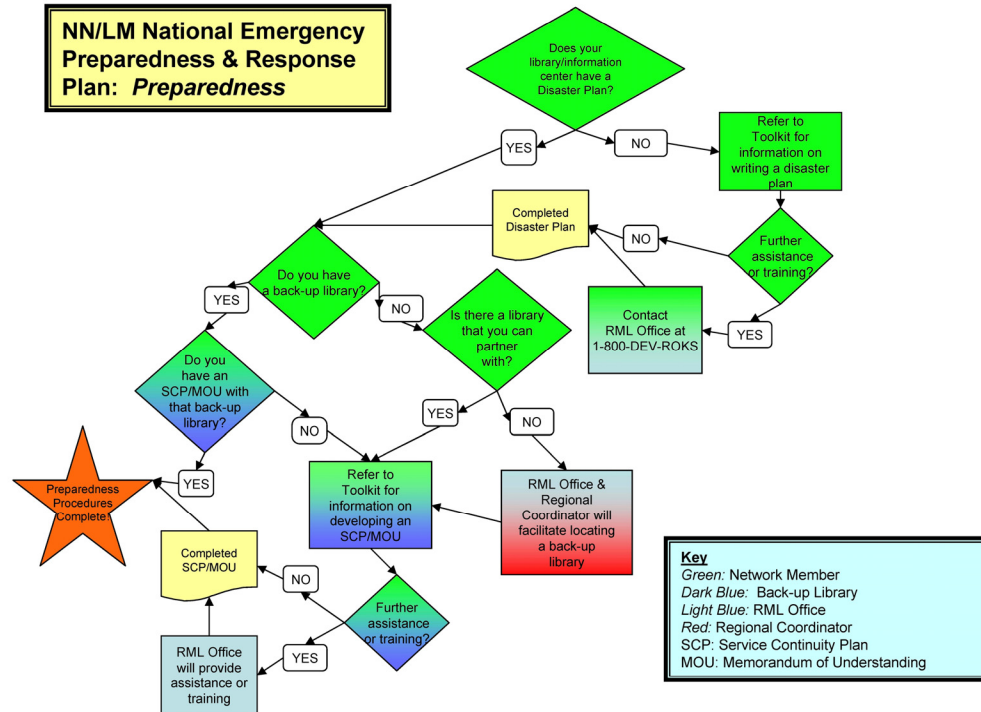 NN/LM National Emergency
Preparedness & Response
Plan: Preparedness
Does your
library/information
center have a
Disaster Plan?
YES
NO
Refer to
Toolkit for
information on
writing a disaster
plan
Completed
Disaster Plan
NO
Further
assistance
or training?
YES
Contact
RML Office at
1-800-DEV-ROKS
Do you have
a back-up library?
YES
NO
Is there a library
that you can
partner
with?
Do you
have an
SCP/MOU with
that back-up
library?
YES
NO
YES
NO
Preparedness
Procedures
Complete!
Refer to
Toolkit for
information on
developing an
SCP/MOU
RML Office &
Regional
Coordinator will
facilitate locating
a back-up
library
Completed
SCP/MOU
NO
Further
assistance
or training?
YES
RML Office
will provide
assistance or
training
Key
Green: Network Member
Dark Blue: Back-up Library
Light Blue: RML Office
Red: Regional Coordinator
SCP: Service Continuity Plan
MOU: Memorandum of Understanding